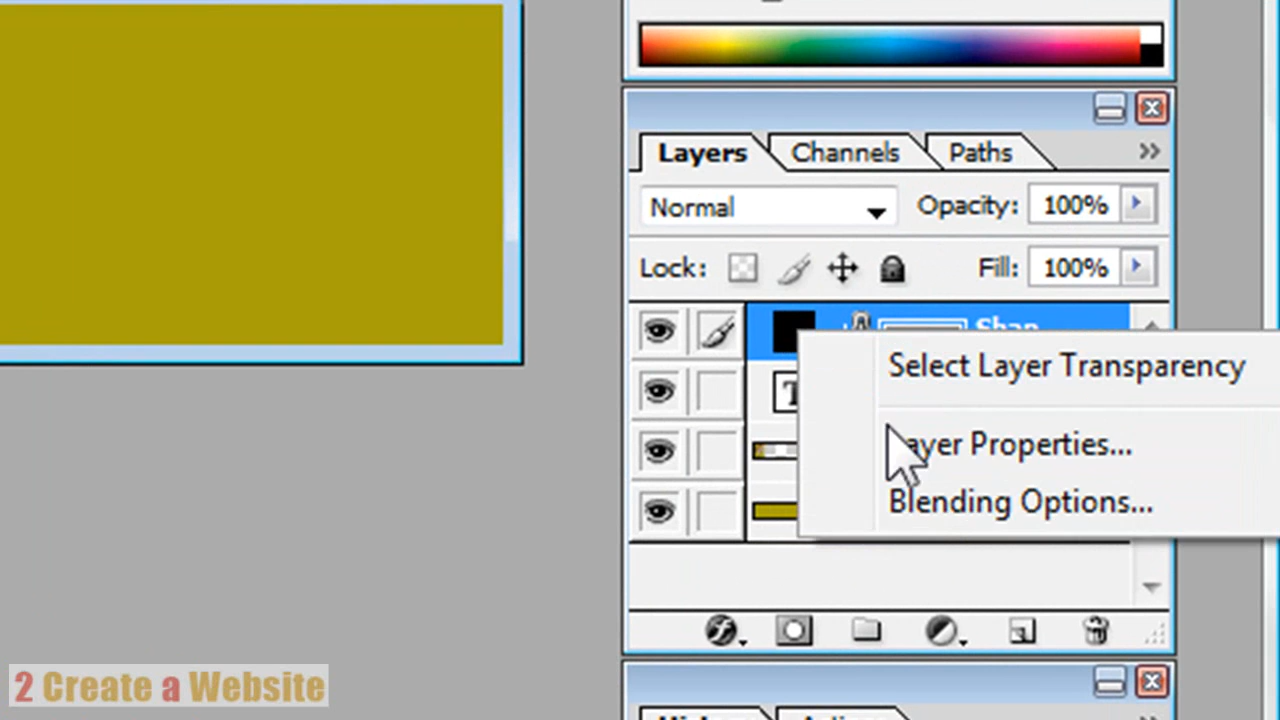 Layers Channels Paths
Normal Opacity: 100%
Lock: Fill: 100%
Select Layer Transparency
Layer Properties...
Blending Options...
2 Create a Website